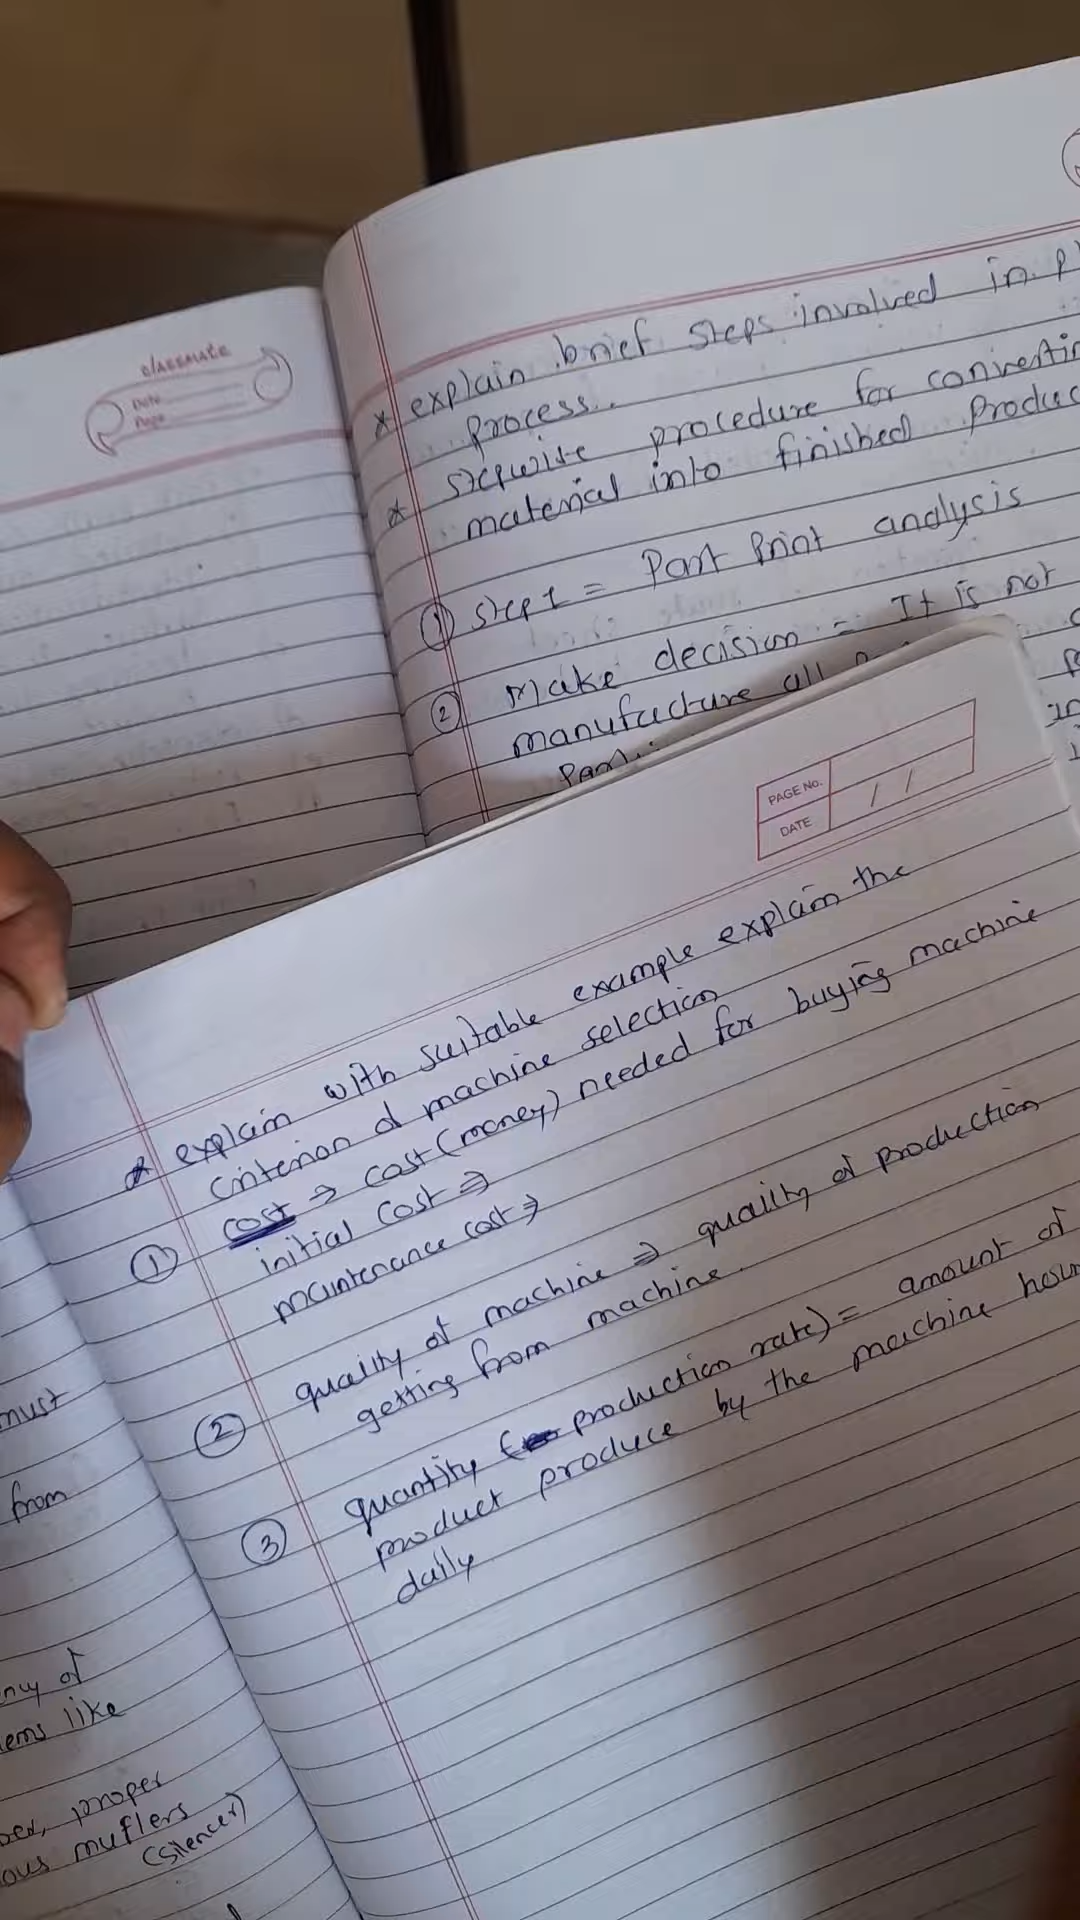 classmate
Date
Page
* explain brief steps involved in
process..
* stepwise procedure for
material into finished
① step 1 = Part Print analysis
② Make decision = It is not
manufacture all
PAGE No.
DATE / /
* explain with suitable example explain the
criterion of machine selection
① cost ⇒ cost (money) needed for buying machine
initial cost ⇒
maintenance cost ⇒
② quality of machine ⇒ quality of production
getting from machine.
③ quantity (production rate) = amount of
product produce by the machine
daily
must
from
of
like
proper
muflers
(silencer)